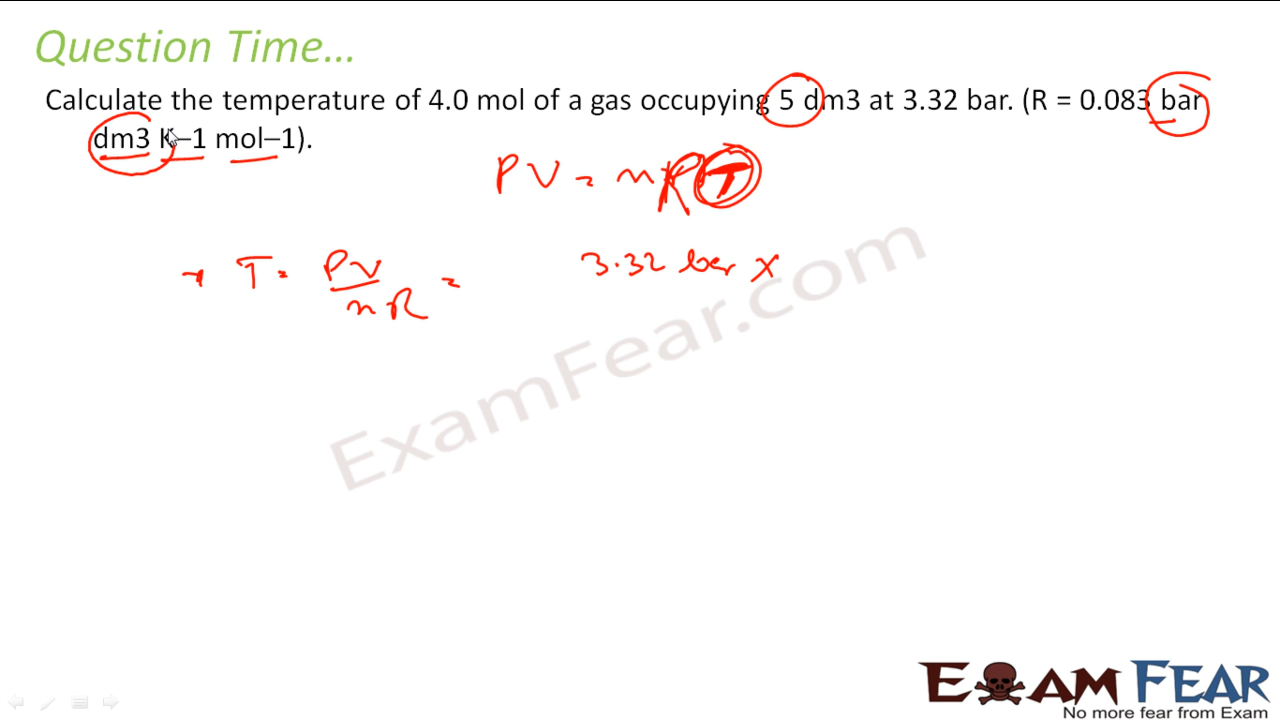 Question Time...
Calculate the temperature of 4.0 mol of a gas occupying 5 dm3 at 3.32 bar. (R = 0.083 bar
dm3 K–1 mol–1).
PV = nRT
T = PV / nR = 3.32 bar x
ExamFear.com
EXAM FEAR
No more fear from Exam